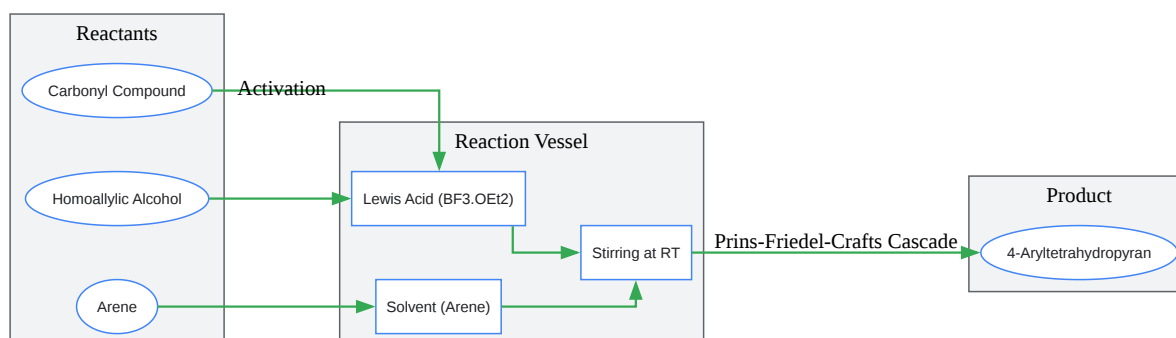 Reactants
Carbonyl Compound
Activation
Homoallylic Alcohol
Arene
Reaction Vessel
Lewis Acid (BF3.OEt2)
Stirring at RT
Solvent (Arene)
Prins-Friedel-Crafts Cascade
Product
4-Aryltetrahydropyran